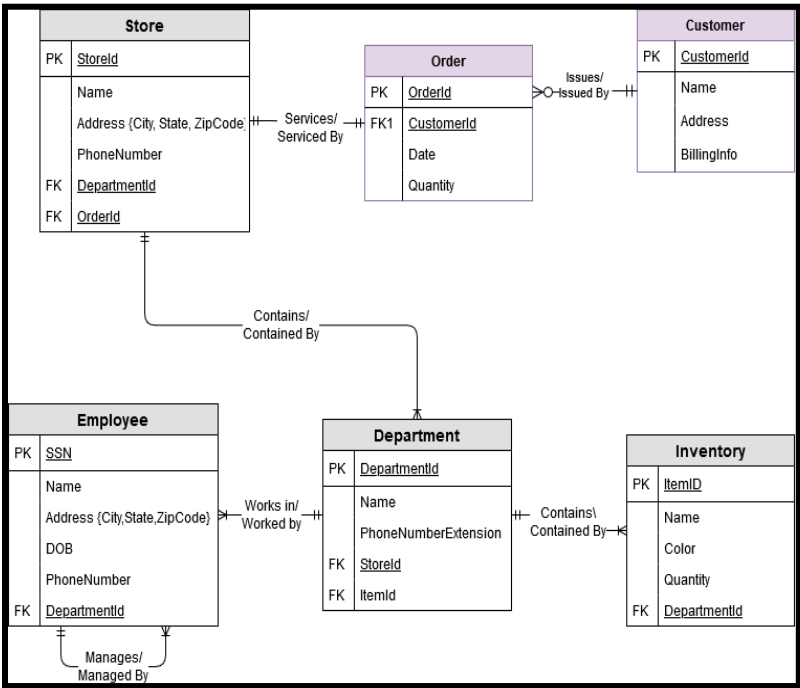 Store
PK StoreId
Name
Address {City, State, ZipCode}
PhoneNumber
FK DepartmentId
FK OrderId
Services/
Serviced By
Order
PK OrderId
FK1 CustomerId
Date
Quantity
Issues/
Issued By
Customer
PK CustomerId
Name
Address
BillingInfo
Contains/
Contained By
Employee
PK SSN
Name
Address {City,State,ZipCode}
DOB
PhoneNumber
FK DepartmentId
Manages/
Managed By
Works in/
Worked by
Department
PK DepartmentId
Name
PhoneNumberExtension
FK StoreId
FK ItemId
Contains\
Contained By
Inventory
PK ItemID
Name
Color
Quantity
FK DepartmentId